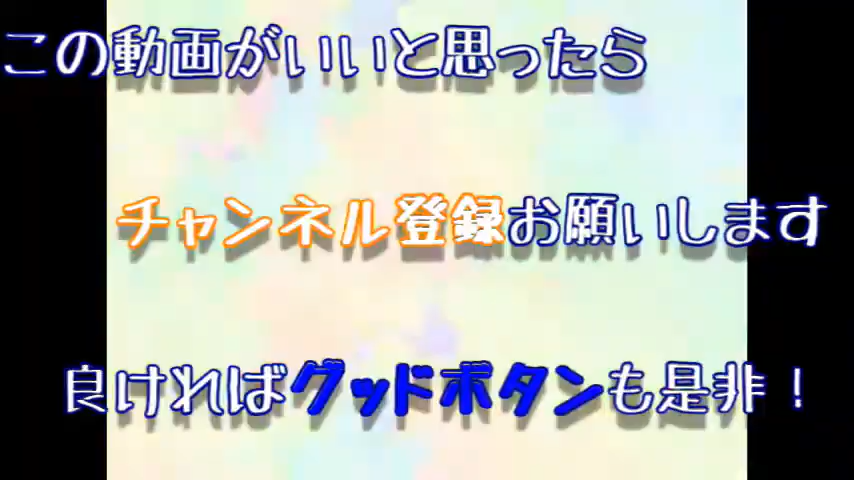 この動画がいいと思ったら
チャンネル登録お願いします
良ければグッドボタンも是非！